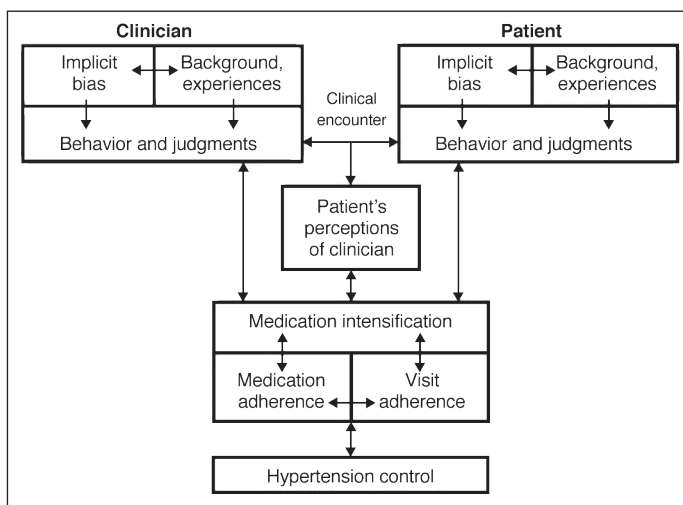 Clinician
Implicit
bias
Background,
experiences
Behavior and judgments
Clinical
encounter
Patient
Implicit
bias
Background,
experiences
Behavior and judgments
Patient's
perceptions
of clinician
Medication intensification
Medication
adherence
Visit
adherence
Hypertension control